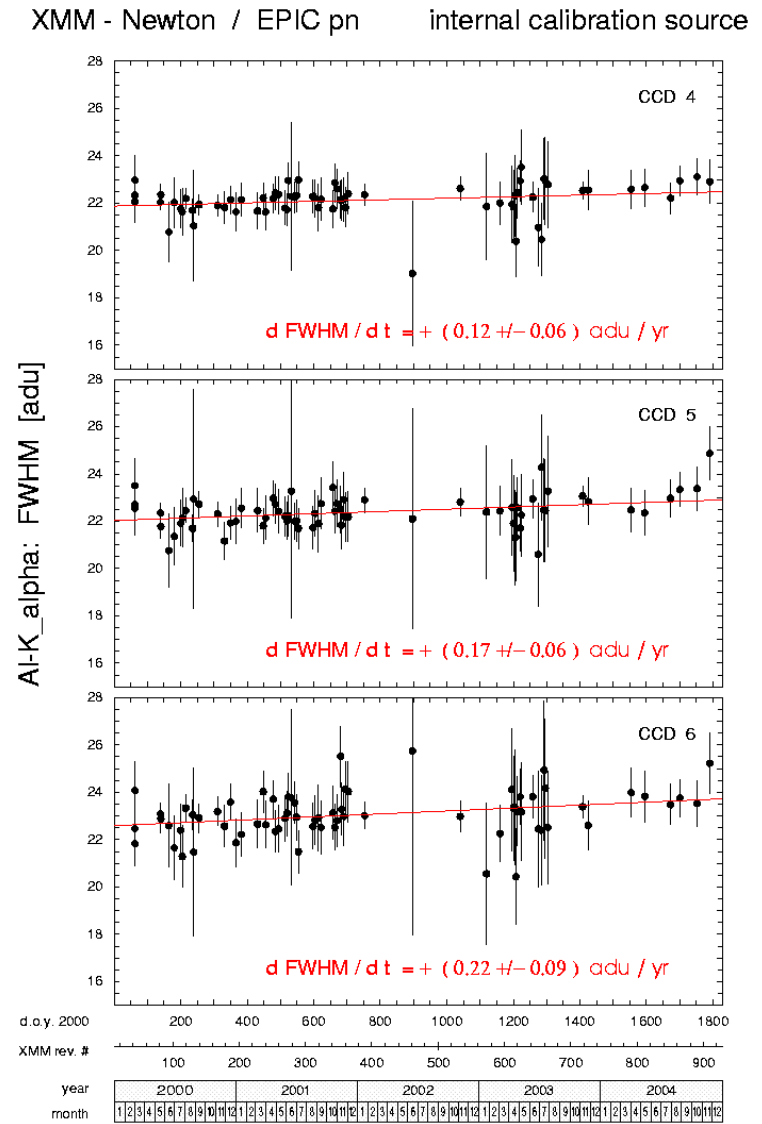 XMM - Newton / EPIC pn internal calibration source
Al-K_alpha: FWHM [adu]
28
26
24
22
20
18
16
CCD 4
d FWHM / d t = + ( 0.12 +/- 0.06 ) adu / yr
28
26
24
22
20
18
16
CCD 5
d FWHM / d t = + ( 0.17 +/- 0.06 ) adu / yr
28
26
24
22
20
18
16
CCD 6
d FWHM / d t = + ( 0.22 +/- 0.09 ) adu / yr
d.o.y. 2000 200 400 600 800 1000 1200 1400 1600 1800
XMM rev. # 100 200 300 400 500 600 700 800 900
year 2000 2001 2002 2003 2004
month 1 2 3 4 5 6 7 8 9 10 11 12 1 2 3 4 5 6 7 8 9 10 11 12 1 2 3 4 5 6 7 8 9 10 11 12 1 2 3 4 5 6 7 8 9 10 11 12 1 2 3 4 5 6 7 8 9 10 11 12